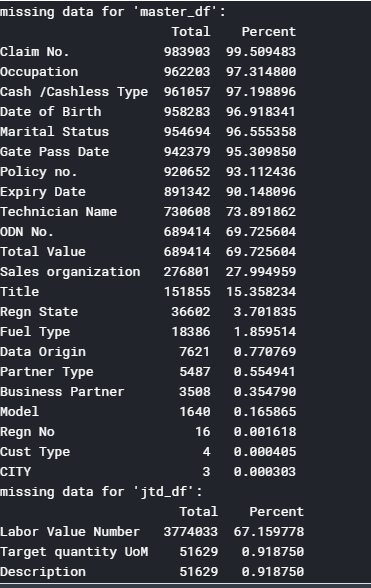 missing data for 'master_df':
Total Percent
Claim No. 983903 99.509483
Occupation 962203 97.314800
Cash /Cashless Type 961057 97.198896
Date of Birth 958283 96.918341
Marital Status 954694 96.555358
Gate Pass Date 942379 95.309850
Policy no. 920652 93.112436
Expiry Date 891342 90.148096
Technician Name 730608 73.891862
ODN No. 689414 69.725604
Total Value 689414 69.725604
Sales organization 276801 27.994959
Title 151855 15.358234
Regn State 36602 3.701835
Fuel Type 18386 1.859514
Data Origin 7621 0.770769
Partner Type 5487 0.554941
Business Partner 3508 0.354790
Model 1640 0.165865
Regn No 16 0.001618
Cust Type 4 0.000405
CITY 3 0.000303
missing data for 'jtd_df':
Total Percent
Labor Value Number 3774033 67.159778
Target quantity UoM 51629 0.918750
Description 51629 0.918750